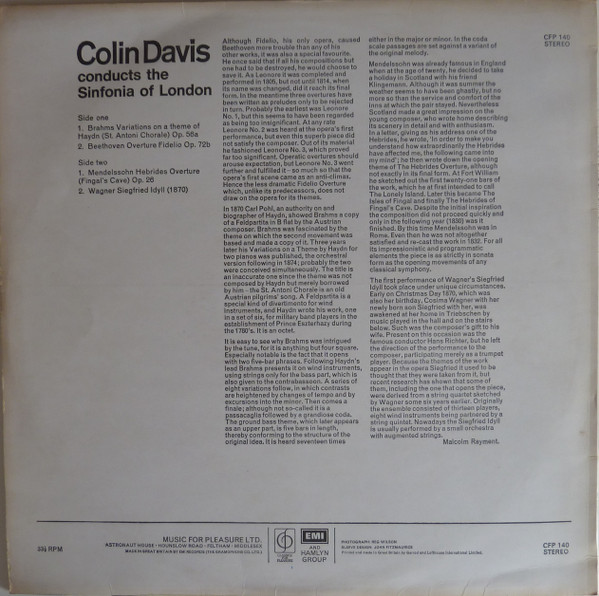 Colin Davis
conducts the
Sinfonia of London
Side one
1. Brahms Variations on a theme of
Haydn (St. Antoni Chorale) Op. 56a
2. Beethoven Overture Fidelio Op. 72b
Side two
1. Mendelssohn Hebrides Overture
(Fingal's Cave) Op. 26
2. Wagner Siegfried Idyll (1870)
Although Fidelio, his only opera, caused
Beethoven more trouble than any of his
other works, it was also a special favourite.
He once said that if all his compositions but
one had to be destroyed, he would choose to
save it. As Leonore it was completed and
performed in 1805, but not until 1814, when
its name was changed, did it reach its final
form. In the meantime three overtures have
been written as preludes only to be rejected
in turn. Probably the earliest was Leonore
No. 1, but this seems to have been regarded
as being too insignificant. At any rate
Leonore No. 2 was heard at the opera's first
performance, but even this superb piece did
not satisfy the composer. Out of its material
he fashioned Leonore No. 3, which proved
far too significant. Operatic overtures should
arouse expectation, but Leonore No. 3 went
further and fulfilled it – so much so that the
opera's first scene came as an anti-climax.
Hence the less dramatic Fidelio Overture
which, unlike its predecessors, does not
draw on the opera for its themes.
In 1870 Carl Pohl, an authority on and
biographer of Haydn, showed Brahms a copy
of a Feldpartita in B flat by the Austrian
composer. Brahms was fascinated by the
theme on which the second movement was
based and made a copy of it. Three years
later his Variations on a Theme by Haydn for
two pianos was published, the orchestral
version following in 1874; probably the two
were conceived simultaneously. The title is
an inaccurate one since the theme was not
composed by Haydn but merely borrowed
by him – the St. Antoni Chorale is an old
Austrian pilgrims' song. A Feldpartita is a
special kind of divertimento for wind
instruments, and Haydn wrote his work, one
in a set of six, for military band players in the
establishment of Prince Eszterhazy during
the 1780's. It is an octet.
It is easy to see why Brahms was intrigued
by the tune, for it is anything but four square.
Especially notable is the fact that it opens
with two five-bar phrases. Following Haydn's
lead Brahms presents it on wind instruments,
using strings only for the bass part, which is
also given to the contrabassoon. A series of
eight variations follow, in which contrasts
are heightened by changes of tempo and by
excursions into the minor. Then comes a
finale; although not so-called it is a
passacaglia followed by a grandiose coda.
The ground bass theme, which later appears
as an upper part, is five bars in length,
thereby conforming to the structure of the
original idea. It is heard seventeen times
either in the major or minor. In the coda
scale passages are set against a variant of
the original melody.
Mendelssohn was already famous in England
when at the age of twenty, he decided to take
a holiday in Scotland with his friend
Klingemann. Although it was summer the
weather seems to have been ghastly, but no
more so than the service and comfort of the
inns at which the pair stayed. Nevertheless
Scotland made a great impression on the
young composer, who wrote home describing
its scenery in detail and with enthusiasm.
In a letter, giving as his address one of the
Hebrides, he wrote, 'In order to make you
understand how extraordinarily the Hebrides
have affected me, the following came into
my mind'; he then wrote down the opening
theme of The Hebrides Overture, although
not exactly in its final form. At Fort William
he sketched out the first twenty-one bars of
the work, which he at first intended to call
The Lonely Island. Later this became The
Isles of Fingal and finally The Hebrides of
Fingal's Cave. Despite the initial inspiration
the composition did not proceed quickly and
only in the following year (1830) was it
finished. By this time Mendelssohn was in
Rome. Even then he was not altogether
satisfied and re-cast the work in 1832. For all
its impressionistic and programmatic
elements the piece is as strictly in sonata
form as the opening movements of any
classical symphony.
The first performance of Wagner's Siegfried
Idyll took place under unique circumstances.
Early on Christmas Day 1870, which was
also her birthday, Cosima Wagner with her
newly born son Siegfried with her, was
awakened at her home in Triebschen by
music played in the hall and on the stairs
below. Such was the composer's gift to his
wife. Present on this occasion was the
famous conductor Hans Richter, but he left
the direction of the performance to the
composer, participating merely as a trumpet
player. Because the themes of the work
appear in the opera Siegfried it used to be
thought that they were taken from it, but
recent research has shown that some of
them, including the one that opens the piece,
were derived from a string quartet sketched
by Wagner some six years earlier. Originally
the ensemble consisted of thirteen players,
eight wind instruments being partnered by a
string quintet. Nowadays the Siegfried Idyll
is usually performed by a small orchestra
with augmented strings.
Malcolm Rayment.
CFP 140
STEREO
33⅓ RPM
MUSIC FOR PLEASURE LTD.
ASTRONAUT HOUSE · HOUNSLOW ROAD · FELTHAM · MIDDLESEX
MADE IN GREAT BRITAIN BY EMI RECORDS (THE GRAMOPHONE CO. LTD.)
CLASSICS
FOR
PLEASURE
EMI
AND
HAMLYN
GROUP
PHOTOGRAPH: REG WILSON
SLEEVE DESIGN: JOHN FITZMAURICE
CFP 140
STEREO